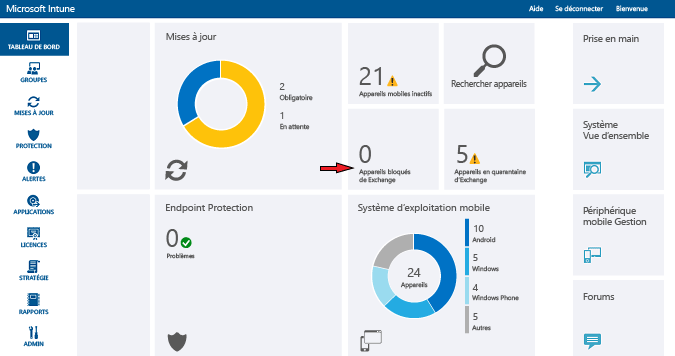 Microsoft Intune
Aide Se déconnecter Bienvenue
TABLEAU DE BORD
GROUPES
MISES À JOUR
PROTECTION
ALERTES
APPLICATIONS
LICENCES
STRATÉGIE
RAPPORTS
ADMIN
Mises à jour
2
Obligatoire
1
En attente
21
Appareils mobiles inactifs
Rechercher appareils
0
Appareils bloqués
de Exchange
5
Appareils en quarantaine
d'Exchange
Endpoint Protection
0
Problèmes
Système d'exploitation mobile
24
Appareils
10
Android
5
Windows
4
Windows Phone
5
Autres
Prise en main
Système
Vue d'ensemble
Périphérique
mobile Gestion
Forums